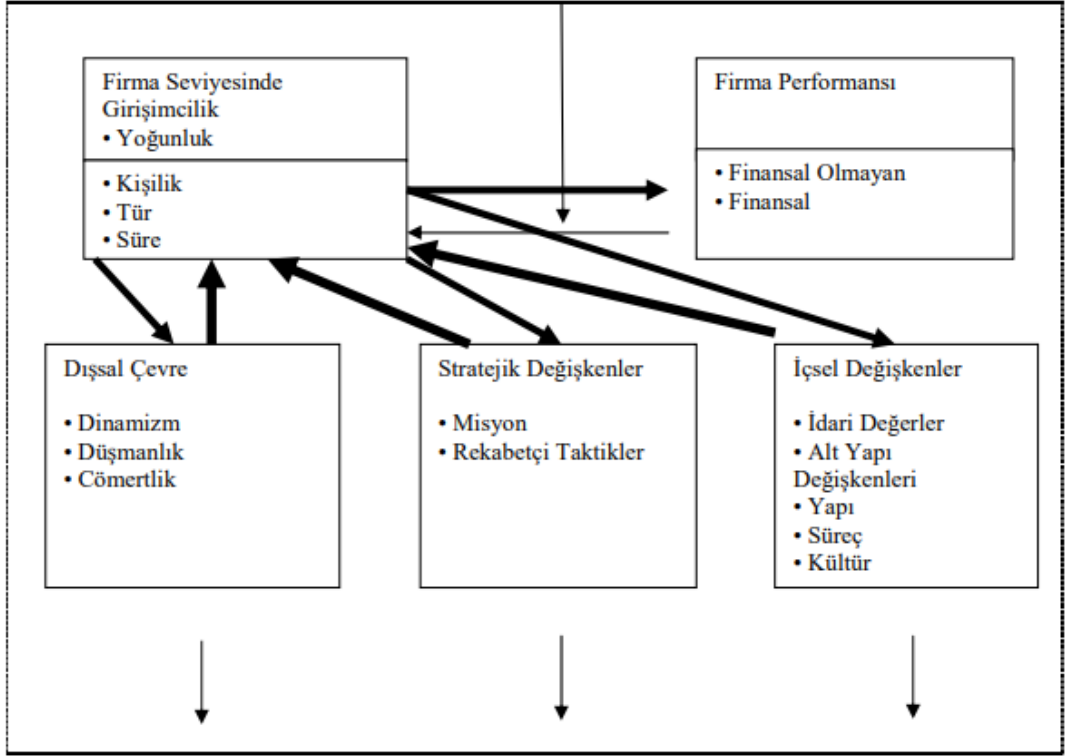 Firma Seviyesinde
Girişimcilik
• Yoğunluk
• Kişilik
• Tür
• Süre
Firma Performansı
• Finansal Olmayan
• Finansal
Dışsal Çevre
• Dinamizm
• Düşmanlık
• Cömertlik
Stratejik Değişkenler
• Misyon
• Rekabetçi Taktikler
İçsel Değişkenler
• İdari Değerler
• Alt Yapı
Değişkenleri
• Yapı
• Süreç
• Kültür